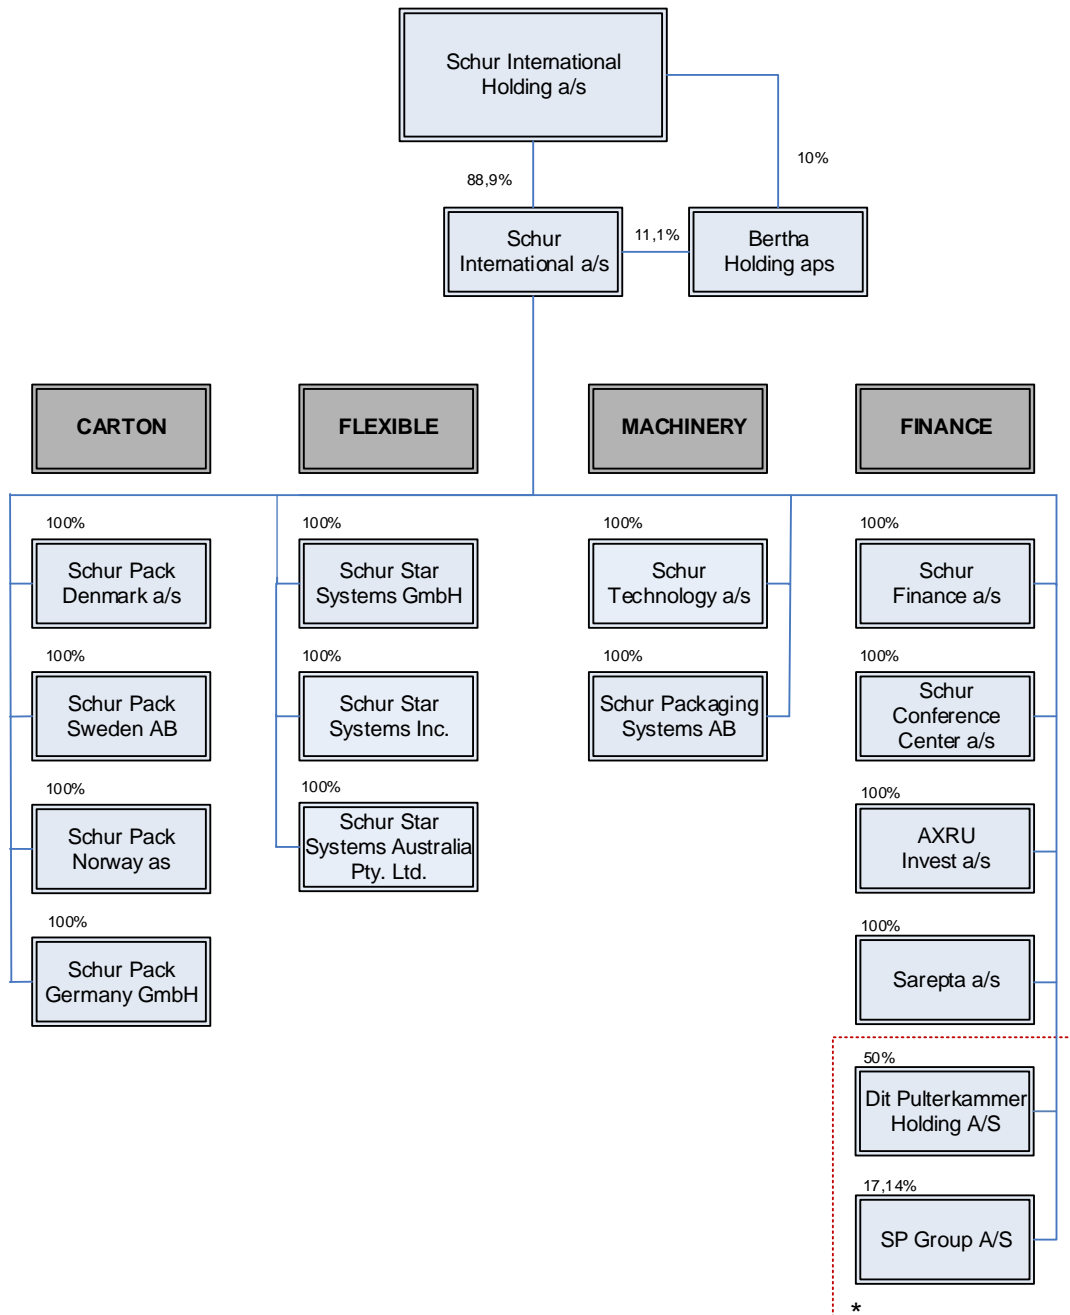 Schur International
Holding a/s
10%
88,9%
Schur
International a/s
11,1%
Bertha
Holding aps
CARTON
FLEXIBLE
MACHINERY
FINANCE
100%
Schur Pack
Denmark a/s
100%
Schur Star
Systems GmbH
100%
Schur
Technology a/s
100%
Schur
Finance a/s
100%
Schur Pack
Sweden AB
100%
Schur Star
Systems Inc.
100%
Schur Packaging
Systems AB
100%
Schur
Conference
Center a/s
100%
Schur Pack
Norway as
100%
Schur Star
Systems Australia
Pty. Ltd.
100%
AXRU
Invest a/s
100%
Schur Pack
Germany GmbH
100%
Sarepta a/s
50%
Dit Pulterkammer
Holding A/S
17,14%
SP Group A/S
*